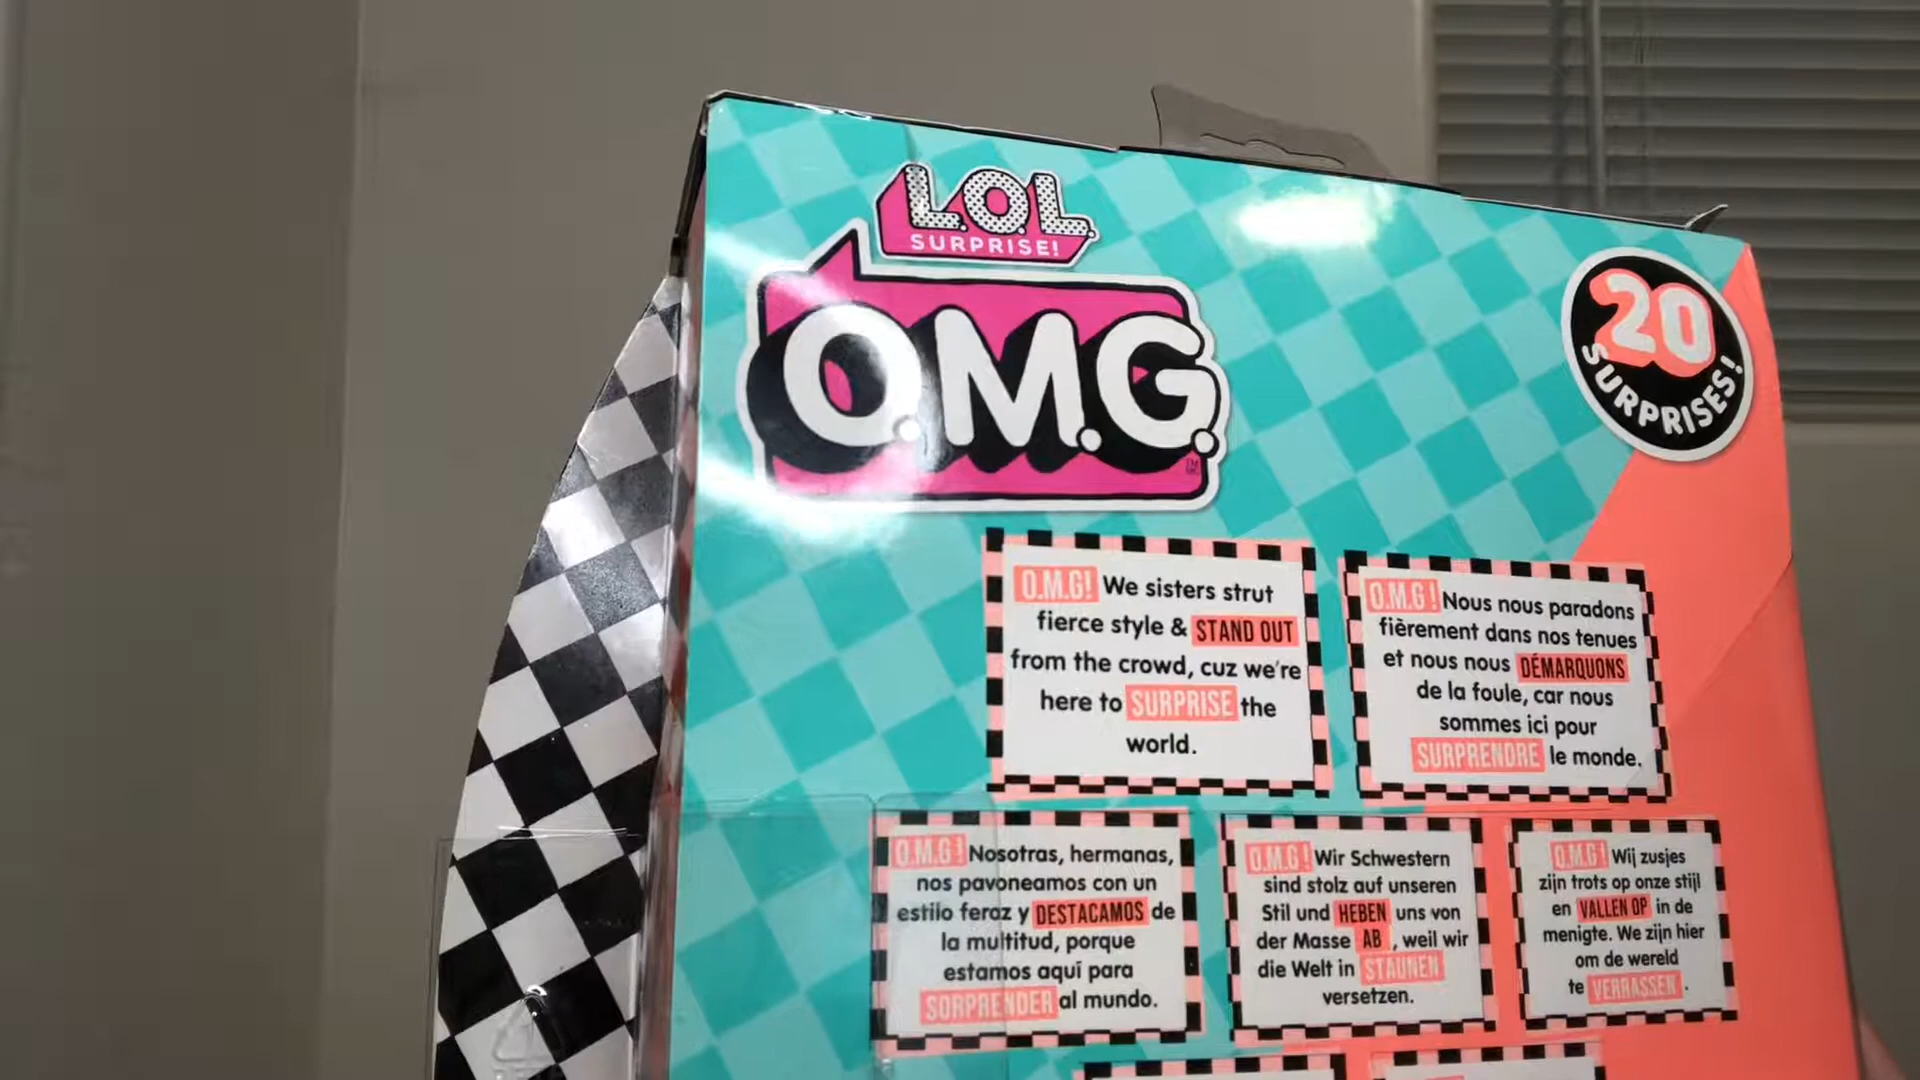 L.O.L.
SURPRISE!
O.M.G.
TM
20
SURPRISES!
O.M.G! We sisters strut
fierce style & STAND OUT
from the crowd, cuz we're
here to SURPRISE the
world.
O.M.G! Nous nous paradons
fièrement dans nos tenues
et nous nous DÉMARQUONS
de la foule, car nous
sommes ici pour
SURPRENDRE le monde.
O.M.G! Nosotras, hermanas,
nos pavoneamos con un
estilo feroz y DESTACAMOS de
la multitud, porque
estamos aquí para
SORPRENDER al mundo.
O.M.G! Wir Schwestern
sind stolz auf unseren
Stil und HEBEN uns von
der Masse AB , weil wir
die Welt in STAUNEN
versetzen.
O.M.G! Wij zusjes
zijn trots op onze stijl
en VALLEN OP in de
menigte. We zijn hier
om de wereld
te VERRASSEN .